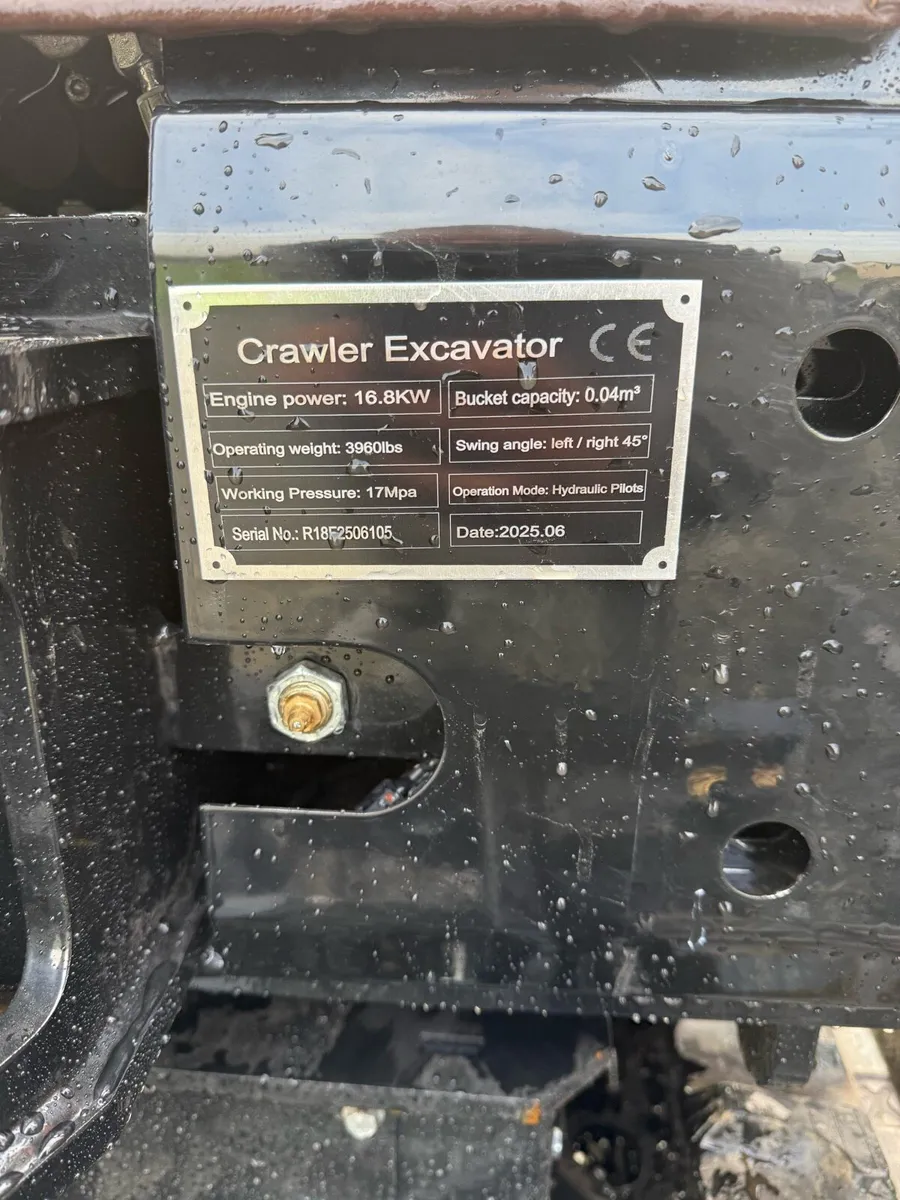 Crawler Excavator CE
Engine power: 16.8KW
Bucket capacity: 0.04m³
Operating weight: 3960lbs
Swing angle: left / right 45°
Working Pressure: 17Mpa
Operation Mode: Hydraulic Pilots
Serial No.: R18F2506105
Date:2025.06